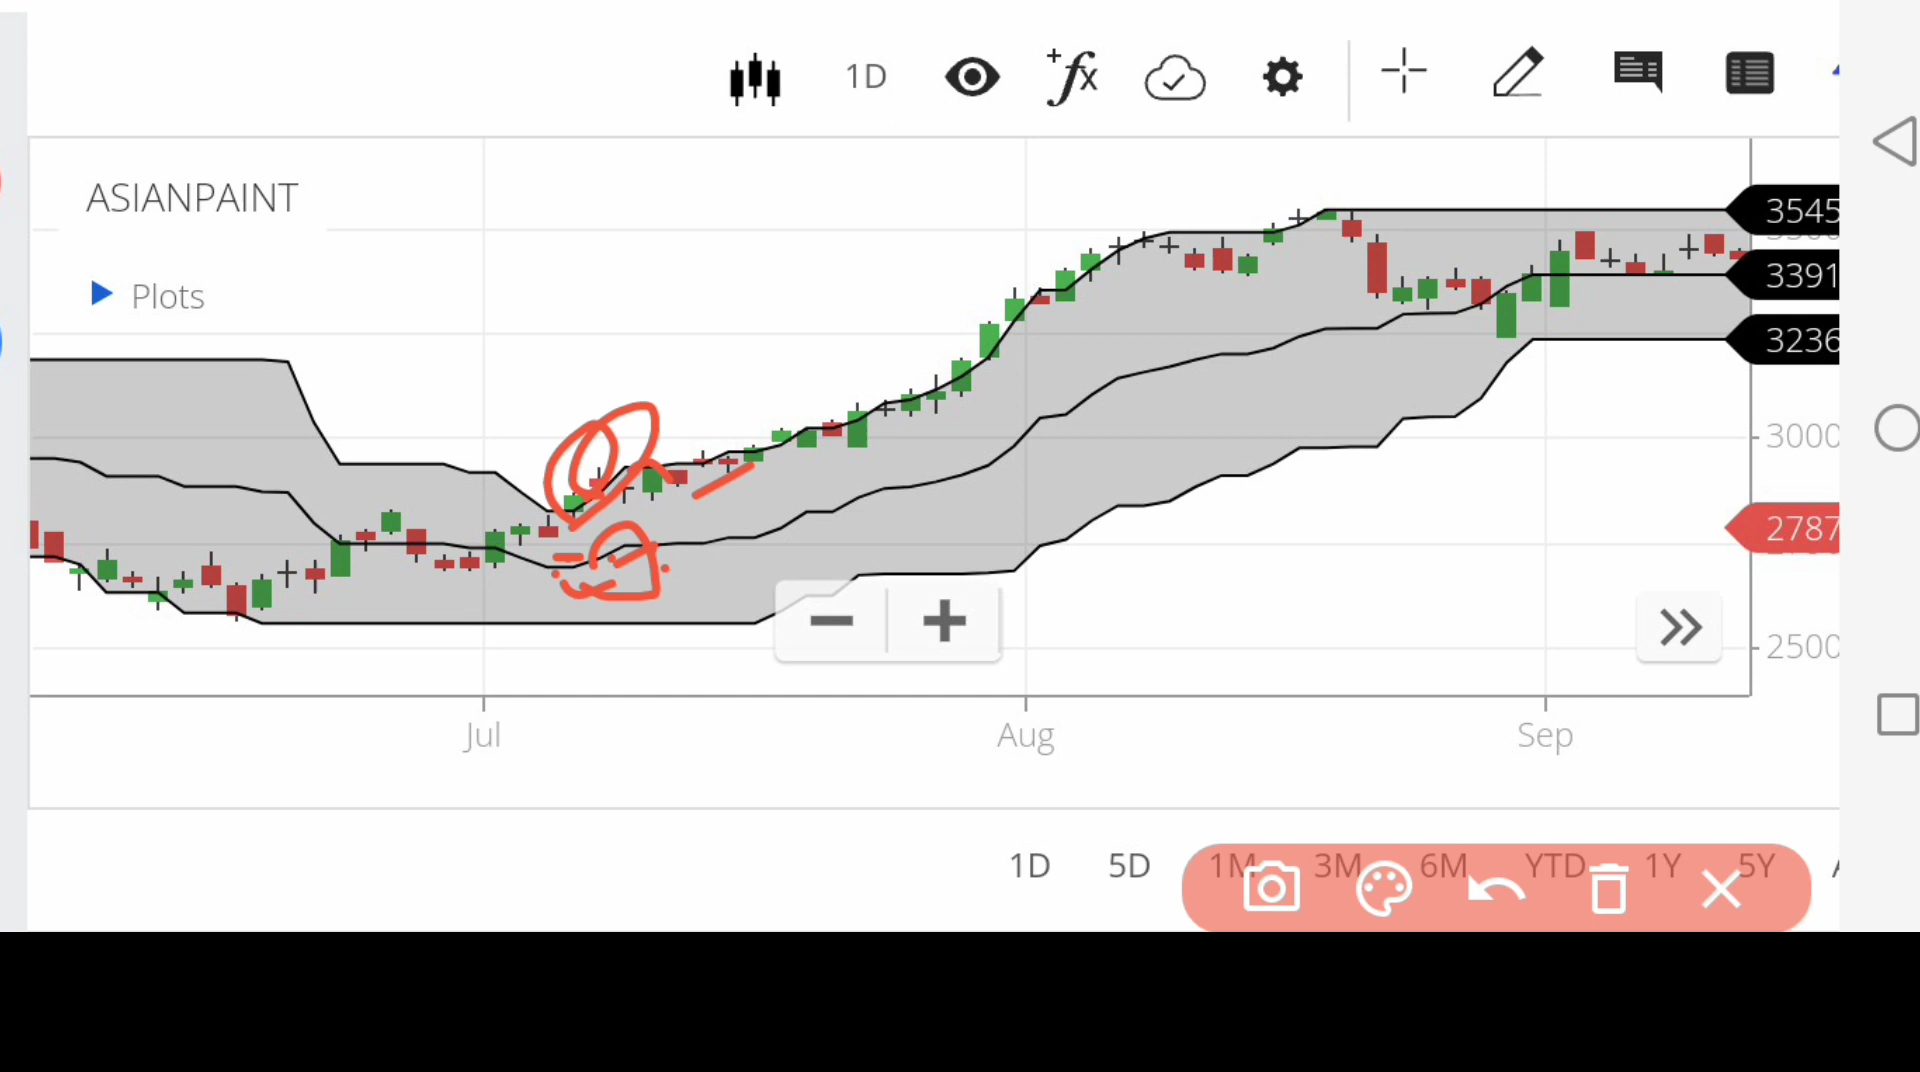 1D
fx
ASIANPAINT
Plots
3545
3391
3236
3000
2787
2500
Jul Aug Sep
1D 5D 1M 3M 6M YTD 1Y 5Y